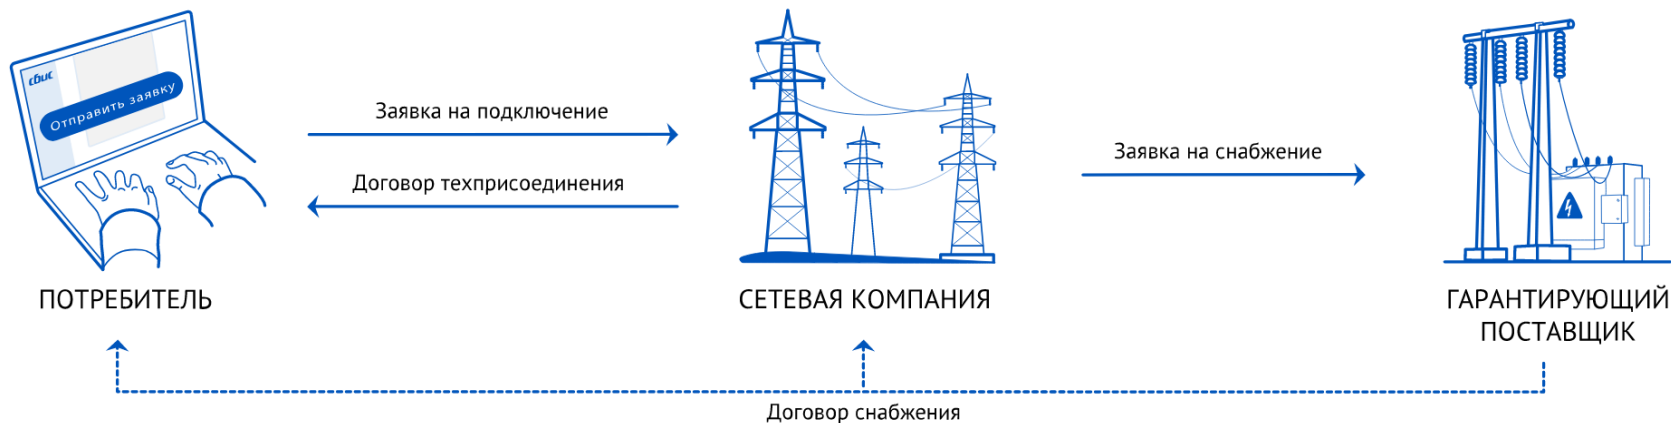 сбис
Отправить заявку
Заявка на подключение
Договор техприсоединения
Заявка на снабжение
ПОТРЕБИТЕЛЬ
СЕТЕВАЯ КОМПАНИЯ
ГАРАНТИРУЮЩИЙ
ПОСТАВЩИК
Договор снабжения